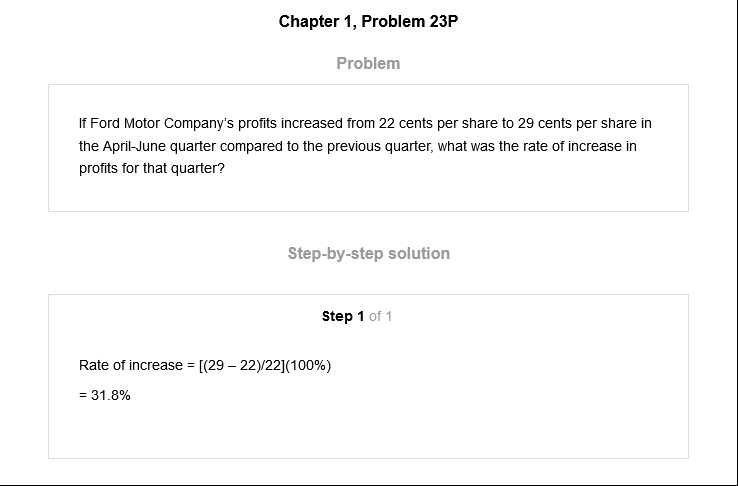 Chapter 1, Problem 23P
Problem
If Ford Motor Company’s profits increased from 22 cents per share to 29 cents per share in
the April-June quarter compared to the previous quarter, what was the rate of increase in
profits for that quarter?
Step-by-step solution
Step 1 of 1
Rate of increase = [(29 – 22)/22](100%)
= 31.8%